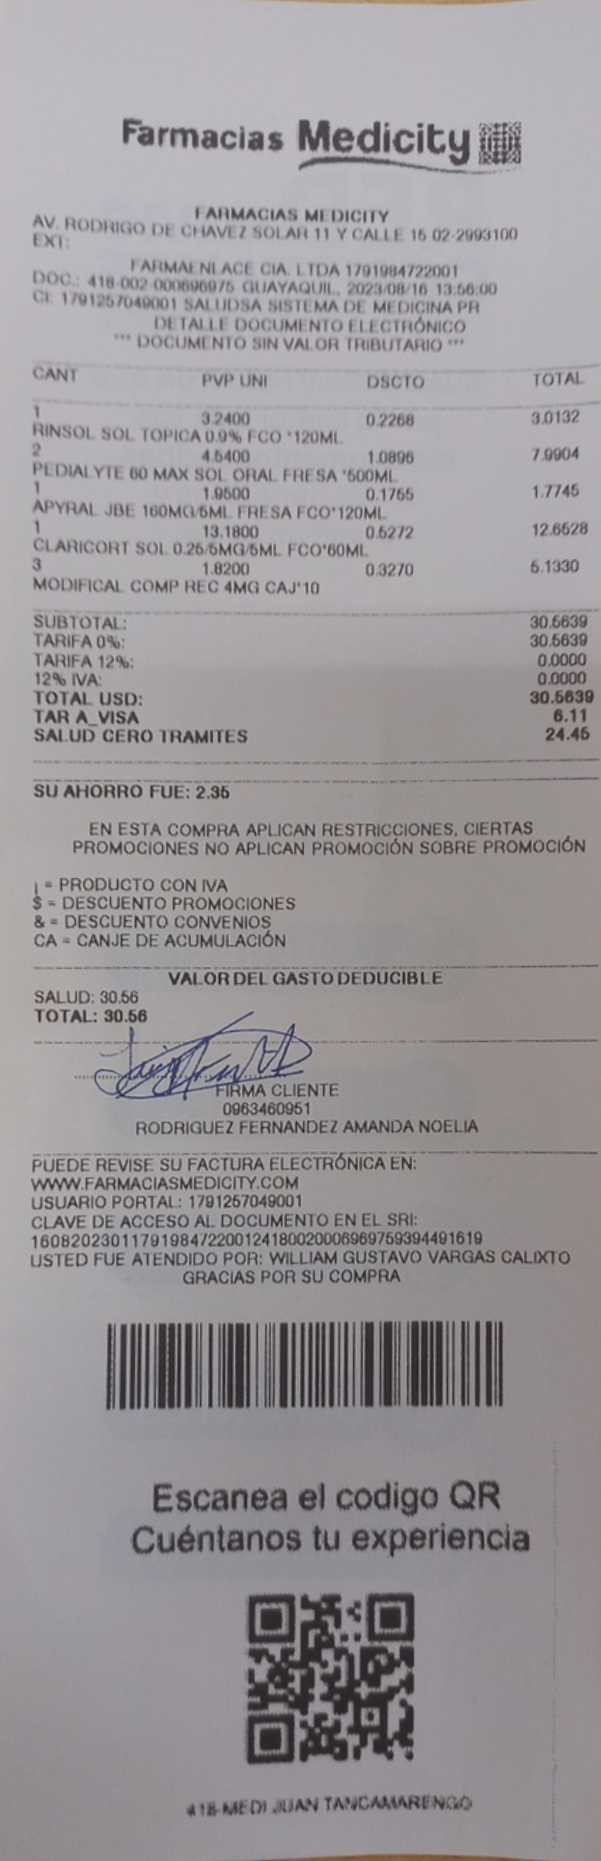 Farmacias Medicity
FARMACIAS MEDICITY
AV. RODRIGO DE CHAVEZ SOLAR 11 Y CALLE 15 02-2993100
EXT:
FARMAENLACE CIA. LTDA 1791984722001
DOC.: 418-002-000696975 GUAYAQUIL, 2023/08/16 13:56:00
CI: 1791257049001 SALUDSA SISTEMA DE MEDICINA PR
DETALLE DOCUMENTO ELECTRÓNICO
*** DOCUMENTO SIN VALOR TRIBUTARIO ***
CANT PVP UNI DSCTO TOTAL
1 3.2400 0.2268 3.0132
RINSOL SOL TOPICA 0.9% FCO *120ML
2 4.5400 1.0896 7.9904
PEDIALYTE 60 MAX SOL ORAL FRESA *500ML
1 1.9500 0.1755 1.7745
APYRAL JBE 160MG/5ML FRESA FCO*120ML
1 13.1800 0.5272 12.6528
CLARICORT SOL 0.25/5MG/5ML FCO*60ML
3 1.8200 0.3270 5.1330
MODIFICAL COMP REC 4MG CAJ*10
SUBTOTAL: 30.5639
TARIFA 0%: 30.5639
TARIFA 12%: 0.0000
12% IVA: 0.0000
TOTAL USD: 30.5639
TAR A_VISA 6.11
SALUD CERO TRAMITES 24.45
SU AHORRO FUE: 2.35
EN ESTA COMPRA APLICAN RESTRICCIONES, CIERTAS
PROMOCIONES NO APLICAN PROMOCIÓN SOBRE PROMOCIÓN
¡ = PRODUCTO CON IVA
$ = DESCUENTO PROMOCIONES
& = DESCUENTO CONVENIOS
CA = CANJE DE ACUMULACIÓN
VALOR DEL GASTO DEDUCIBLE
SALUD: 30.56
TOTAL: 30.56
FIRMA CLIENTE
0963460951
RODRIGUEZ FERNANDEZ AMANDA NOELIA
PUEDE REVISE SU FACTURA ELECTRÓNICA EN:
WWW.FARMACIASMEDICITY.COM
USUARIO PORTAL: 1791257049001
CLAVE DE ACCESO AL DOCUMENTO EN EL SRI:
1608202301179198472200124180020006969759394491619
USTED FUE ATENDIDO POR: WILLIAM GUSTAVO VARGAS CALIXTO
GRACIAS POR SU COMPRA
Escanea el codigo QR
Cuéntanos tu experiencia
418-MEDI JUAN TANCAMARENGO